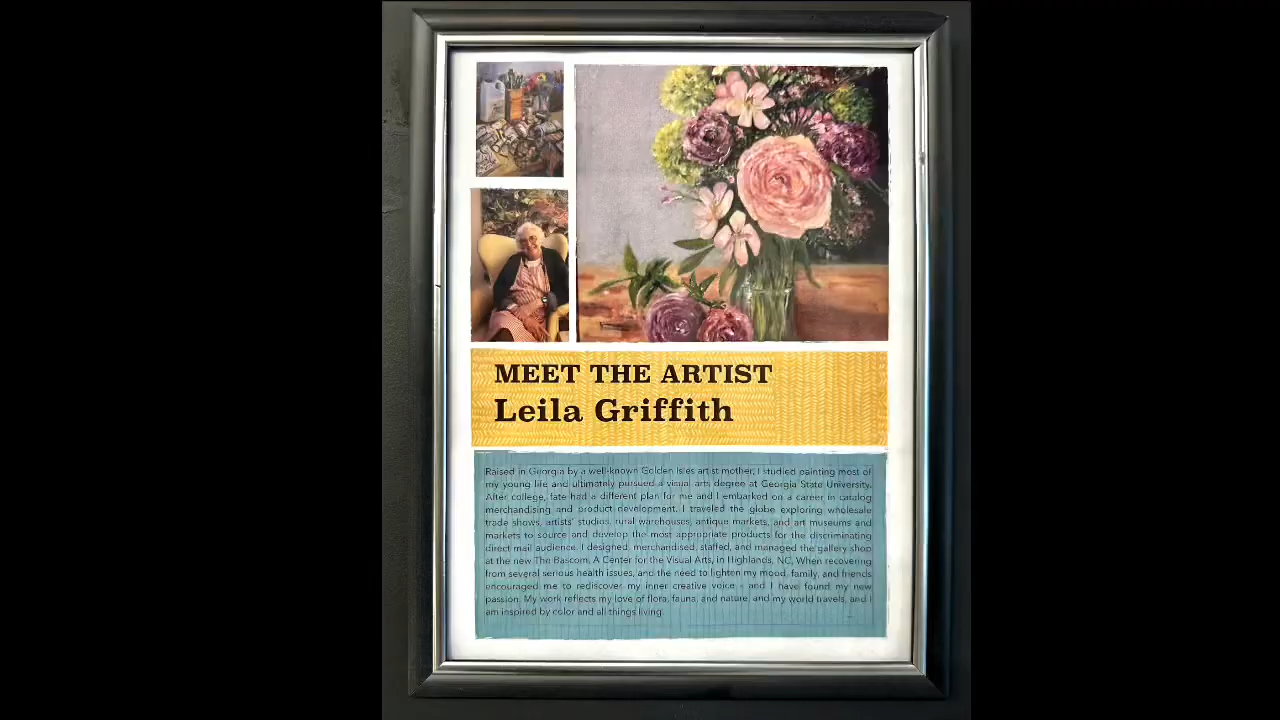 MEET THE ARTIST
Leila Griffith
Raised in Georgia by a well-known Golden Isles artist mother, I studied painting most of
my young life and ultimately pursued a visual arts degree at Georgia State University.
After college, fate had a different plan for me and I embarked on a career in catalog
merchandising and product development. I traveled the globe exploring wholesale
trade shows, artists' studios, rural warehouses, antique markets, and art museums and
markets to source and develop the most appropriate products for the discriminating
direct mail audience. I designed, merchandised, staffed, and managed the gallery shop
at the new The Bascom, A Center for the Visual Arts, in Highlands, NC. When recovering
from several serious health issues, and the need to lighten my mood, family, and friends
encouraged me to rediscover my inner creative voice - and I have found my new
passion. My work reflects my love of flora, fauna, and nature, and my world travels, and I
am inspired by color and all things living.